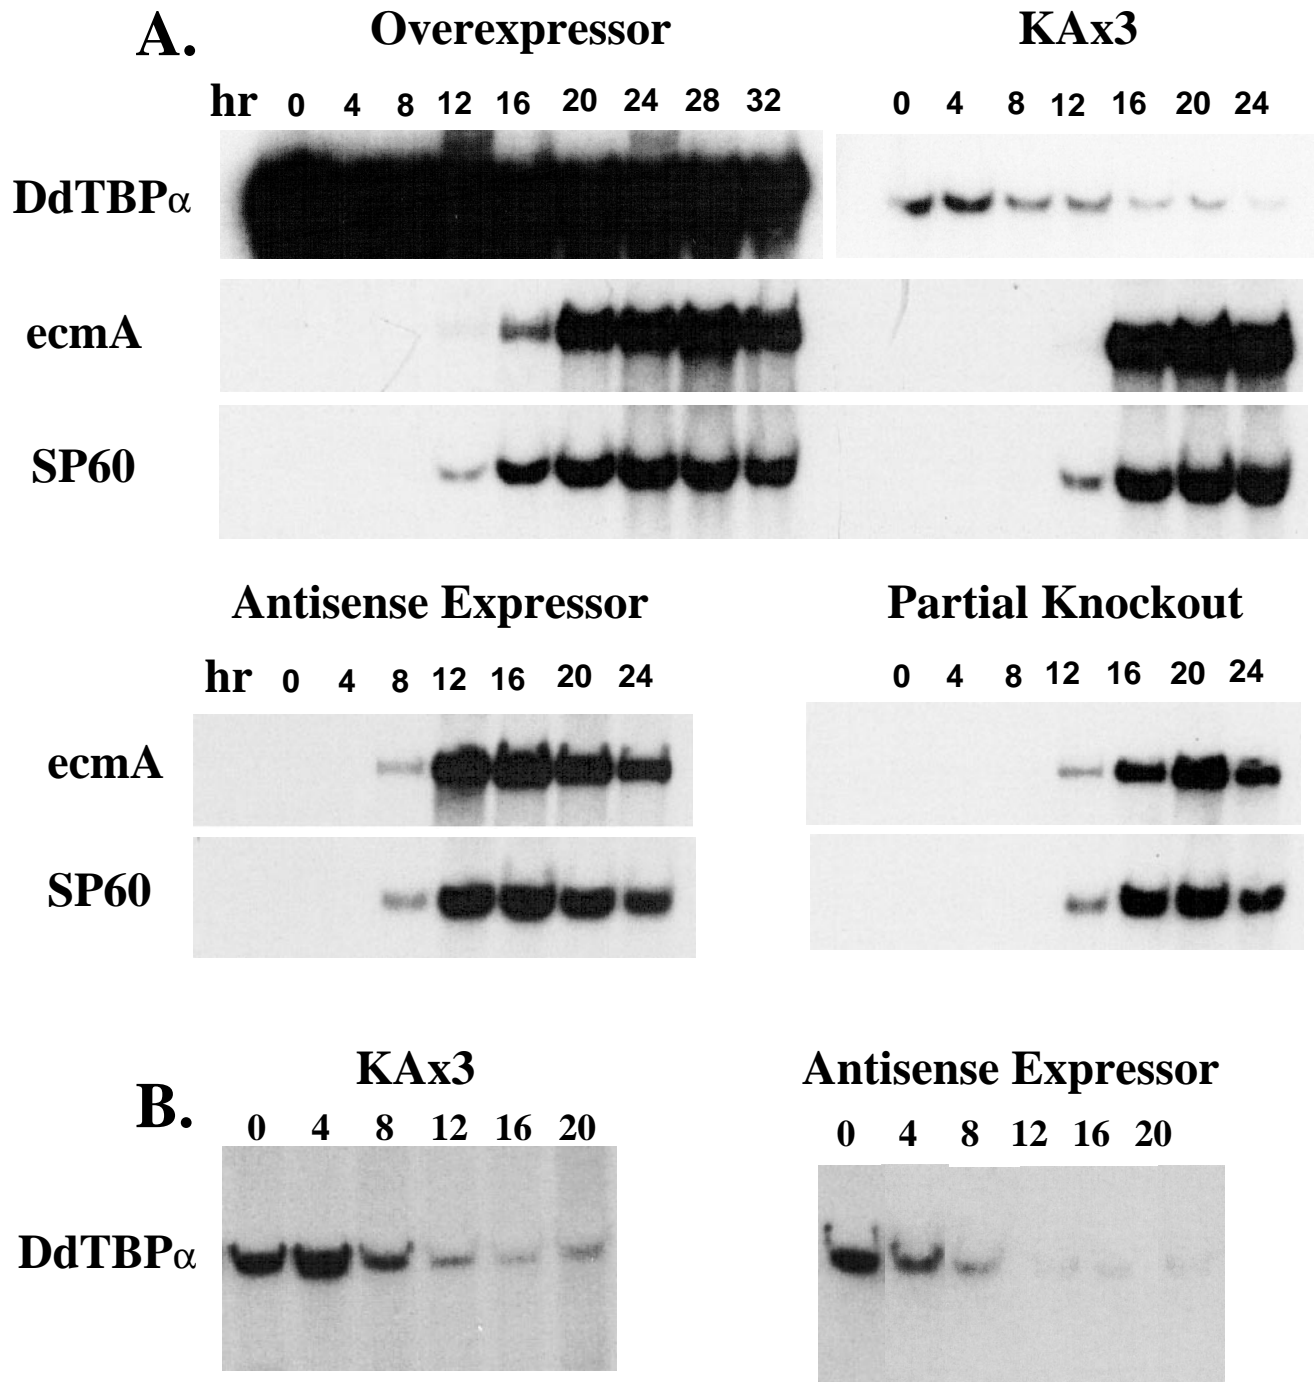 A. Overexpressor KAx3
hr 0 4 8 12 16 20 24 28 32 0 4 8 12 16 20 24
DdTBPα
ecmA
SP60
Antisense Expressor Partial Knockout
hr 0 4 8 12 16 20 24 0 4 8 12 16 20 24
ecmA
SP60
B. KAx3 Antisense Expressor
0 4 8 12 16 20 0 4 8 12 16 20
DdTBPα